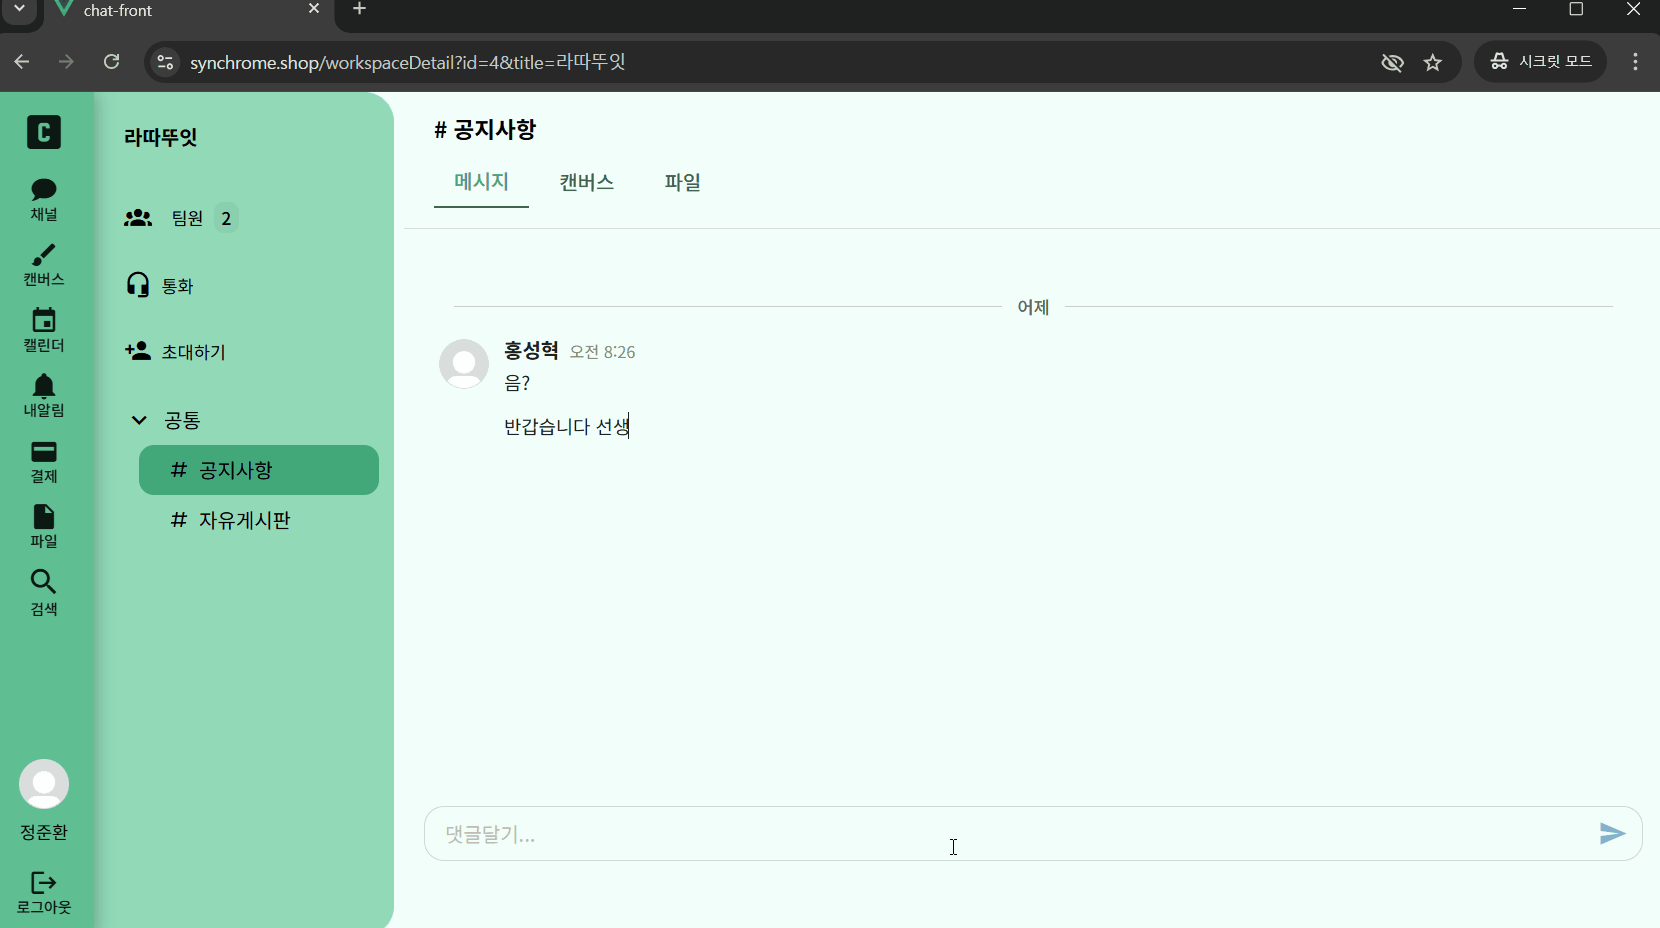 chat-front
synchrome.shop/workspaceDetail?id=4&title=라따뚜잇
시크릿 모드
C
채널
캔버스
캘린더
내알림
결제
파일
검색
정준환
로그아웃
라따뚜잇
팀원 2
통화
초대하기
공통
# 공지사항
# 자유게시판
# 공지사항
메시지 캔버스 파일
어제
홍성혁 오전 8:26
음?
반갑습니다 선생
댓글달기...